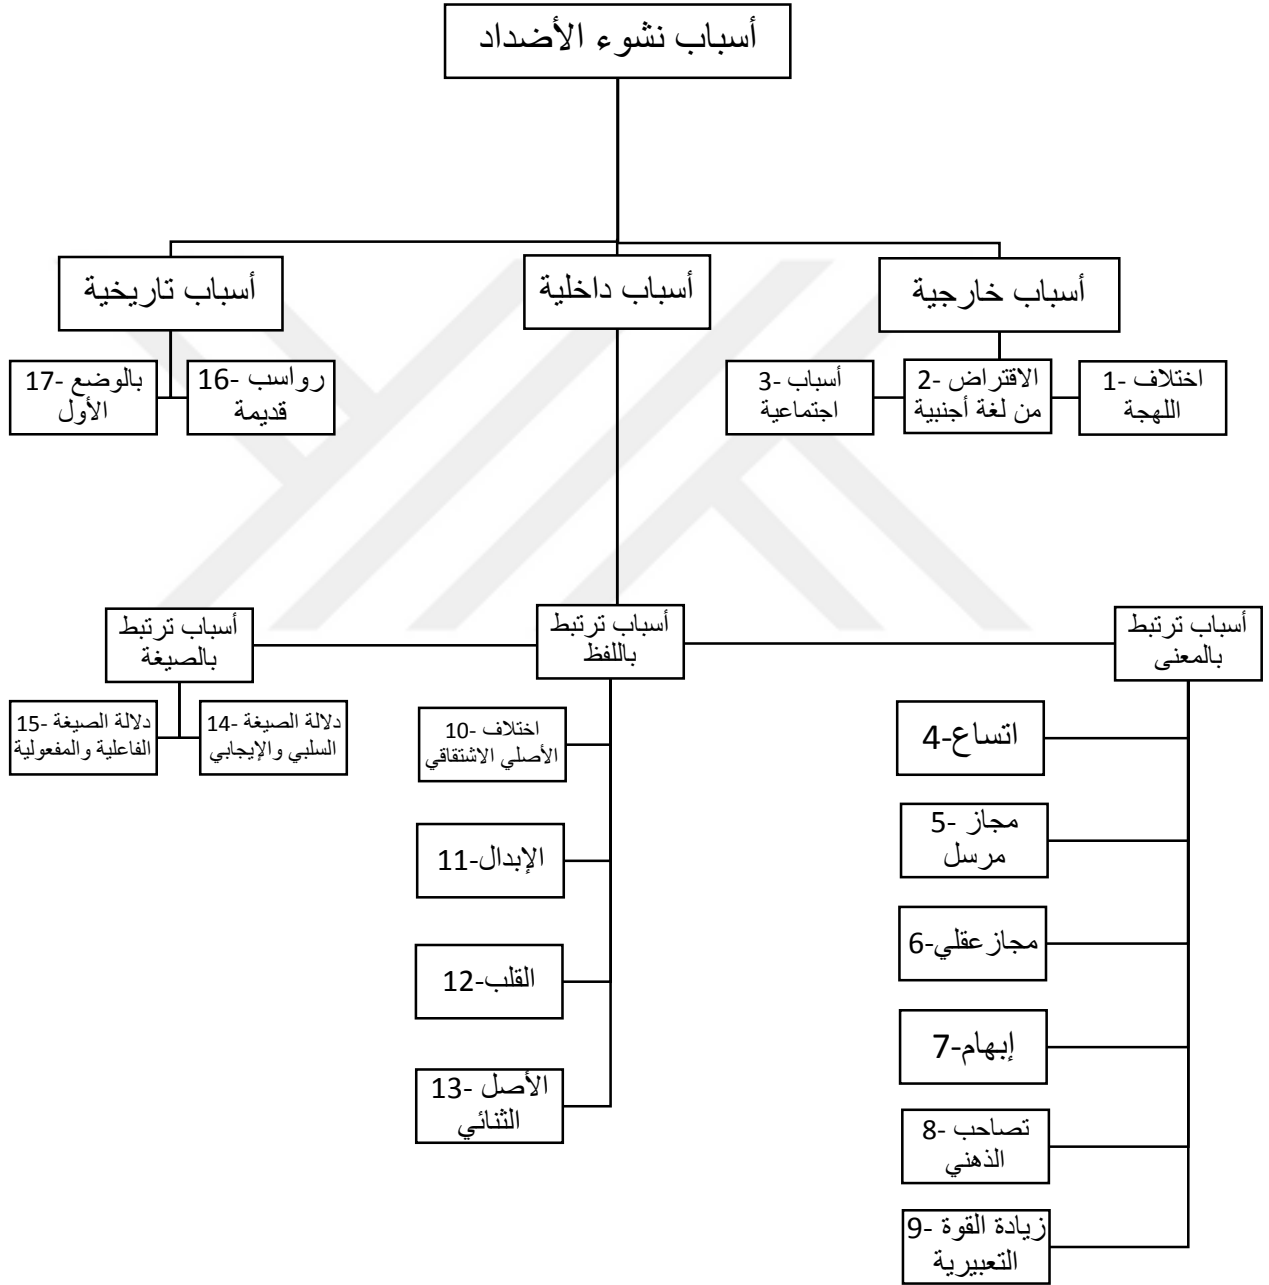 أسباب نشوء الأضداد
أسباب خارجية
أسباب داخلية
أسباب تاريخية
1- اختلاف
اللهجة
2- الاقتراض
من لغة أجنبية
3- أسباب
اجتماعية
16- رواسب
قديمة
17- بالوضع
الأول
أسباب ترتبط
بالمعنى
أسباب ترتبط
باللفظ
أسباب ترتبط
بالصيغة
4-اتساع
5- مجاز
مرسل
6-مجاز عقلي
7-إبهام
8- تصاحب
الذهني
9- زيادة القوة
التعبيرية
10- اختلاف
الأصلي الاشتقاقي
11-الإبدال
12-القلب
13- الأصل
الثنائي
14- دلالة الصيغة
السلبي والإيجابي
15- دلالة الصيغة
الفاعلية والمفعولية